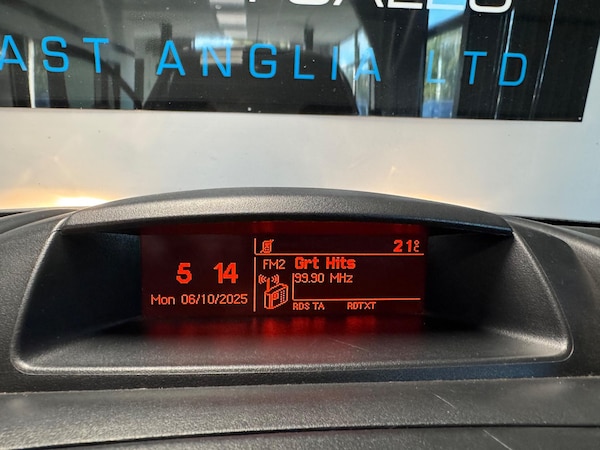 AST ANGLIA LTD
5 14
Mon 06/10/2025
21°C
FM2 Grt Hits
99.90 MHz
RDS TA RDTXT